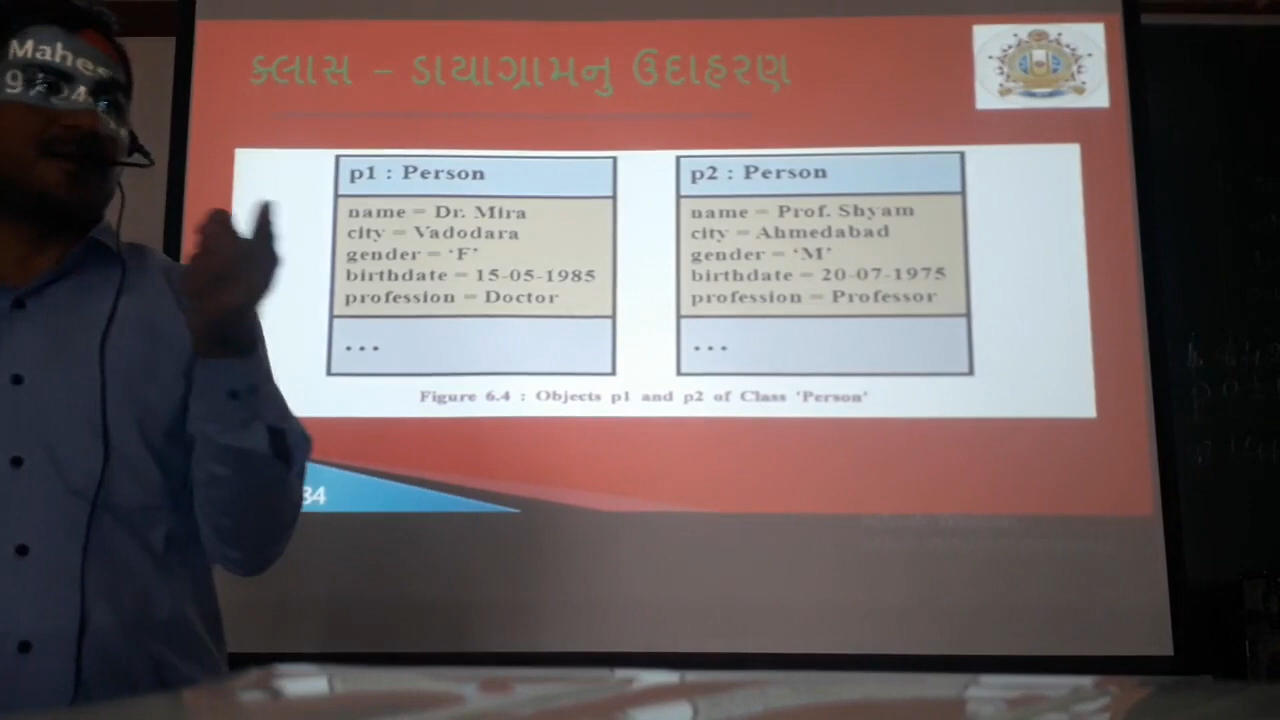 ક્લાસ - ડાયાગ્રામનુ ઉદાહરણ
p1 : Person
name = Dr. Mira
city = Vadodara
gender = ‘F’
birthdate = 15-05-1985
profession = Doctor
...
p2 : Person
name = Prof. Shyam
city = Ahmedabad
gender = ‘M’
birthdate = 20-07-1975
profession = Professor
...
Figure 6.4 : Objects p1 and p2 of Class ‘Person’
34
Mahes